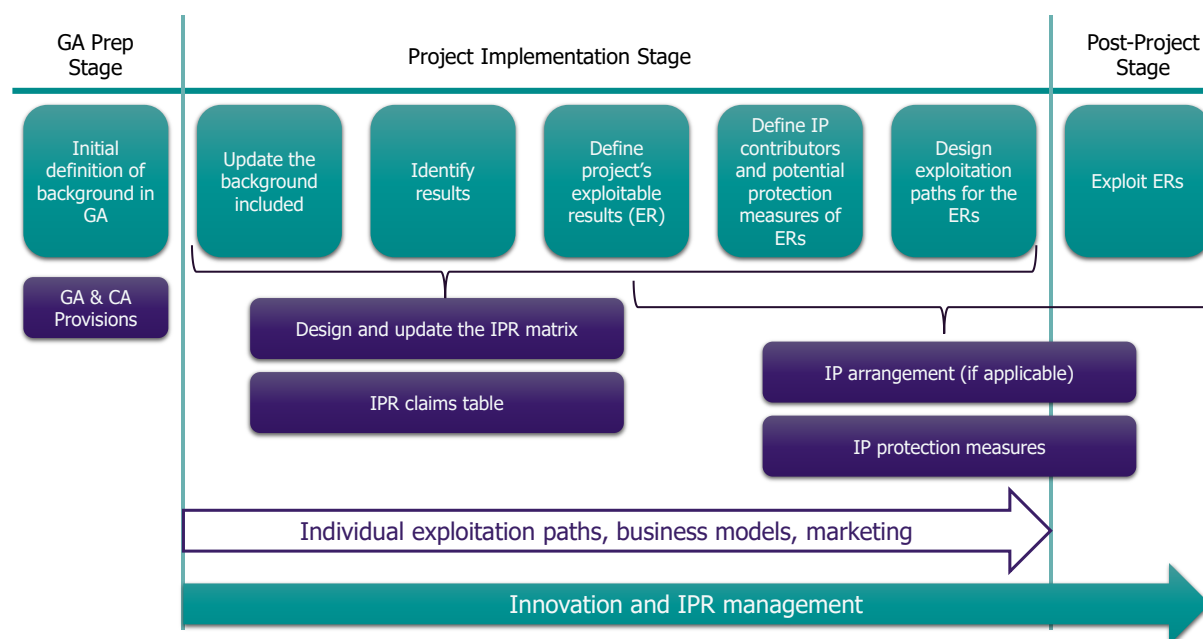 GA Prep
Stage
Project Implementation Stage
Post-Project
Stage
Initial
definition of
background in
GA
Update the
background
included
Identify
results
Define
project's
exploitable
results (ER)
Define IP
contributors
and potential
protection
measures of
ERs
Design
exploitation
paths for the
ERs
Exploit ERs
GA & CA
Provisions
Design and update the IPR matrix
IPR claims table
IP arrangement (if applicable)
IP protection measures
Individual exploitation paths, business models, marketing
Innovation and IPR management